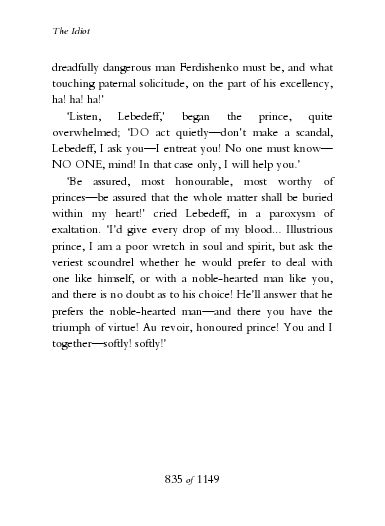 The Idiot
dreadfully dangerous man Ferdishenko must be, and what
touching paternal solicitude, on the part of his excellency,
ha! ha! ha!'
'Listen, Lebedeff,' began the prince, quite
overwhelmed; 'DO act quietly—don't make a scandal,
Lebedeff, I ask you—I entreat you! No one must know—
NO ONE, mind! In that case only, I will help you.'
'Be assured, most honourable, most worthy of
princes—be assured that the whole matter shall be buried
within my heart!' cried Lebedeff, in a paroxysm of
exaltation. 'I'd give every drop of my blood... Illustrious
prince, I am a poor wretch in soul and spirit, but ask the
veriest scoundrel whether he would prefer to deal with
one like himself, or with a noble-hearted man like you,
and there is no doubt as to his choice! He'll answer that he
prefers the noble-hearted man—and there you have the
triumph of virtue! Au revoir, honoured prince! You and I
together—softly! softly!'
835 of 1149